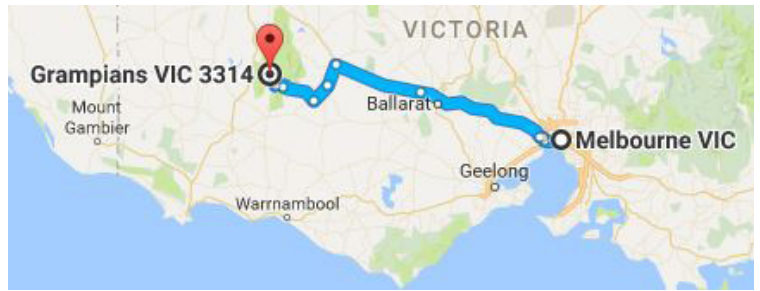 VICTORIA
Grampians VIC 3314
Mount
Gambier
Ballarat
Melbourne VIC
Geelong
Warrnambool